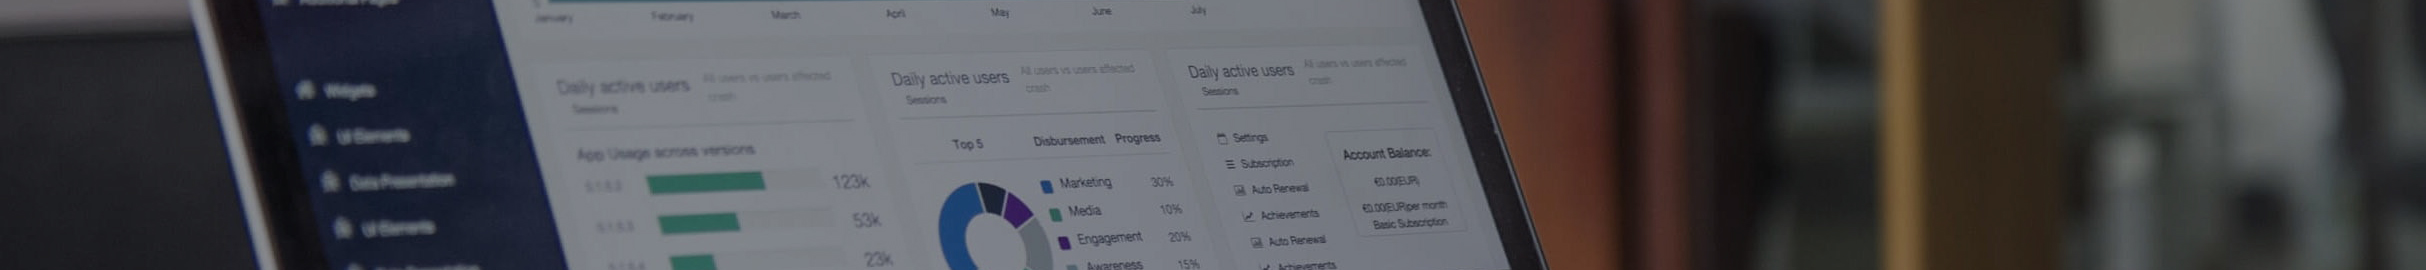 Additional Pages
January February March April May June July
Widgets
UI Elements
Data Presentation
UI Elements
Daily active users
All users vs users affected
crash
Sessions
App Usage across versions
123k
53k
23k
Daily active users
All users vs users affected
crash
Sessions
Top 5 Disbursement Progress
Marketing 30%
Media 10%
Engagement 20%
Awareness 15%
Daily active users
All users vs users affected
crash
Sessions
Settings
Subscription
Auto Renewal
Achievements
Auto Renewal
Achievements
Account Balance:
€0.00(EUR)
€0.00(EUR)per month
Basic Subscription